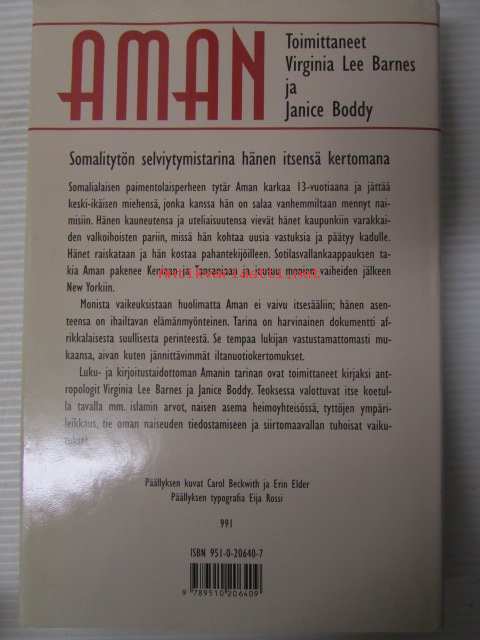 AMAN
Toimittaneet
Virginia Lee Barnes
ja
Janice Boddy
Somalitytön selviytymistarina hänen itsensä kertomana
Somalialaisen paimentolaisperheen tytär Aman karkaa 13-vuotiaana ja jättää
keski-ikäisen miehensä, jonka kanssa hän on salaa vanhemmiltaan mennyt nai-
misiin. Hänen kauneutensa ja uteliaisuutensa vievät hänet kaupunkiin varakkai-
den valkoihoisten pariin, missä hän kohtaa uusia vastuksia ja päätyy kadulle.
Hänet raiskataan ja hän kostaa pahantekijöilleen. Sotilasvallankaappauksen ta-
kia Aman pakenee Keniaan ja Tansaniaan ja joutuu monien vaiheiden jälkeen
New Yorkiin.
Monista vaikeuksistaan huolimatta Aman ei vaivu itsesääliin; hänen asen-
teensa on ihailtavan elämänmyönteinen. Tarina on harvinainen dokumentti af-
rikkalaisesta suullisesta perinteestä. Se tempaa lukijan vastustamattomasti mu-
kaansa, aivan kuten jännittävimmät iltanuotiokertomukset.
Luku- ja kirjoitustaidottoman Amanin tarinan ovat toimittaneet kirjaksi ant-
ropologit Virginia Lee Barnes ja Janice Boddy. Teoksessa valottuvat itse koetul-
la tavalla mm. islamin arvot, naisen asema heimoyhteisössä, tyttöjen ympäri-
leikkaus, tie oman naiseuden tiedostamiseen ja siirtomaavallan tuhoisat vaiku-
tukset.
Päällyksen kuvat Carol Beckwith ja Erin Elder
Päällyksen typografia Eija Rossi
991
ISBN 951-0-20640-7
9 789510 206409